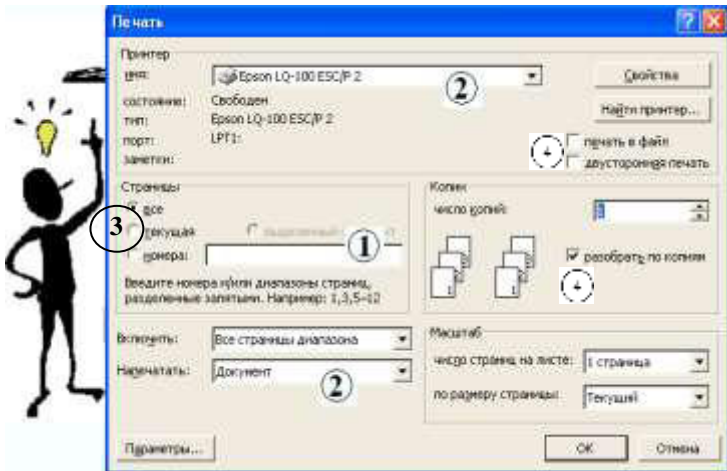 Печать
Принтер
имя: Epson LQ-100 ESC/P 2
2
Свойства
состояние: Свободен
Найти принтер...
тип: Epson LQ-100 ESC/P 2
порт: LPT1:
заметки:
4
печать в файл
двусторонняя печать
Страницы
все
3
текущая
номера:
1
Введите номера и/или диапазоны страниц,
разделенные запятыми. Например: 1,3,5-12
Копии
число копий:
разобрать по копиям
4
Включить: Все страницы диапазона
Напечатать: Документ
2
Масштаб
число страниц на листе: 1 страница
по размеру страницы: Текущий
Параметры...
ОК
Отмена